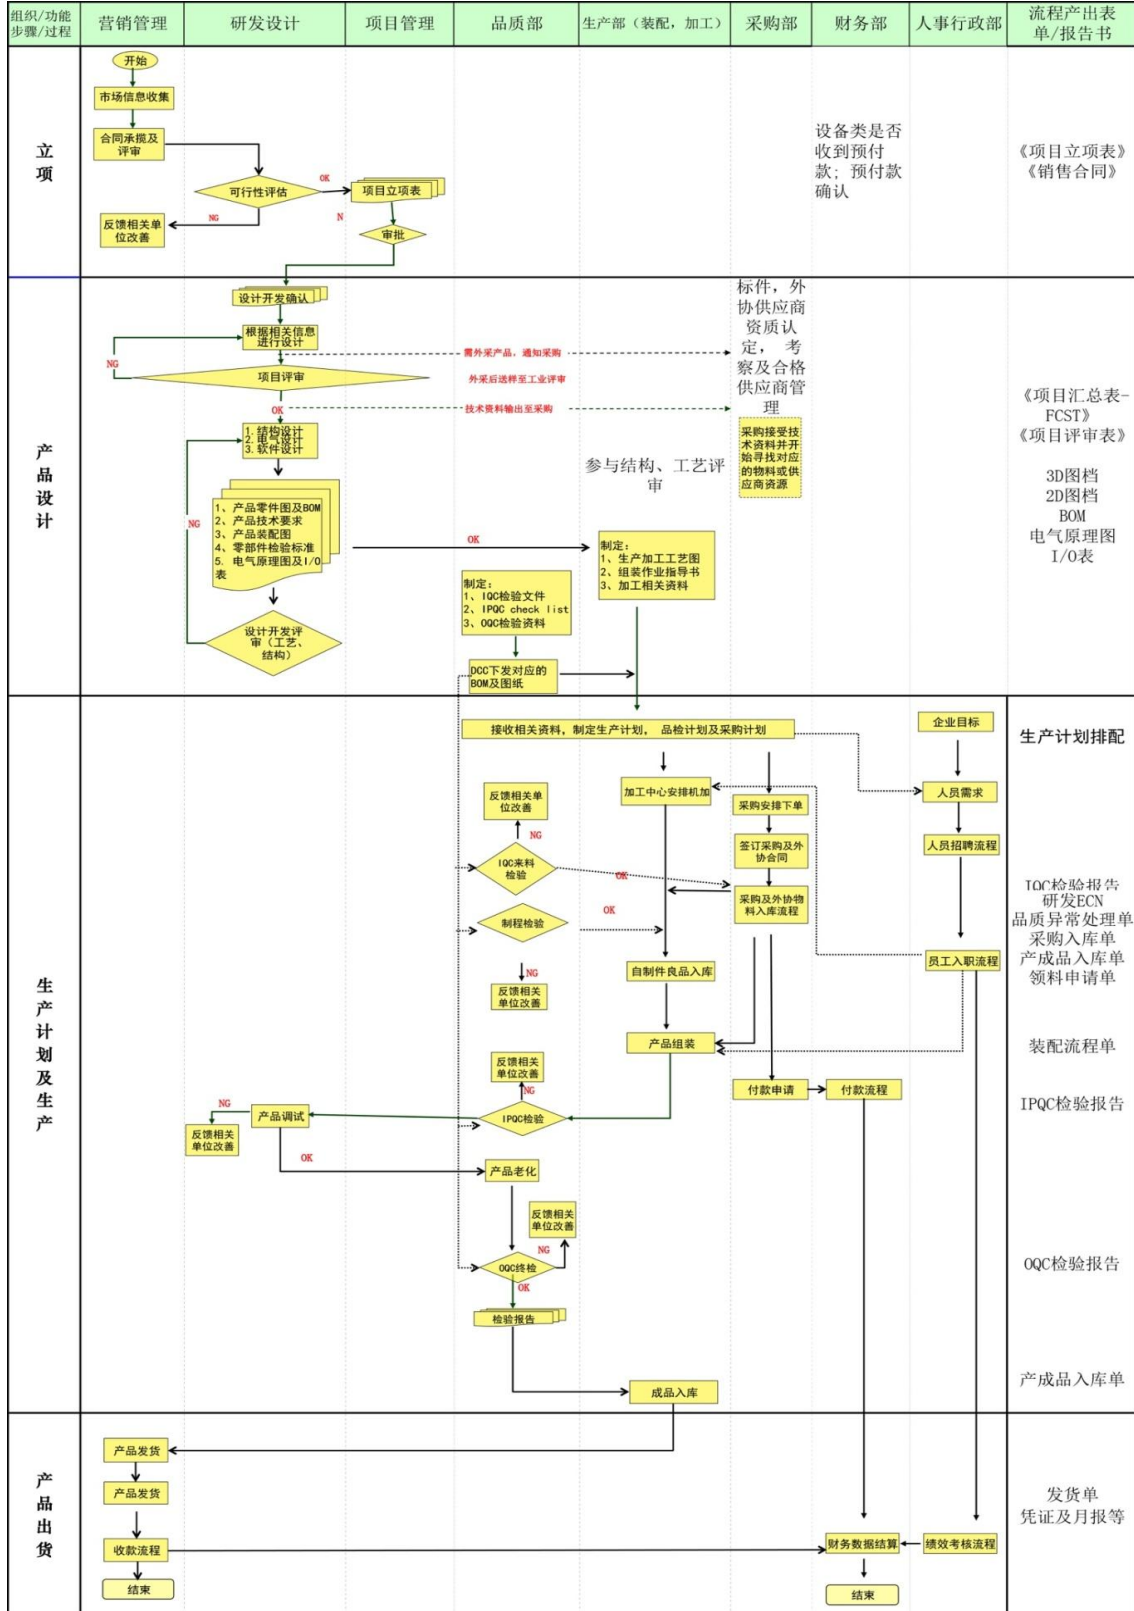 组织/功能
步骤/过程
营销管理
研发设计
项目管理
品质部
生产部（装配，加工）
采购部
财务部
人事行政部
流程产出表
单/报告书
立
项
开始
市场信息收集
合同承揽及
评审
可行性评估
OK
项目立项表
NG
N
反馈相关单
位改善
审批
设备类是否
收到预付
款；预付款
确认
《项目立项表》
《销售合同》
产
品
设
计
设计开发确认
根据相关信息
进行设计
NG
项目评审
OK
需外采产品，通知采购
外采后送样至工业评审
技术资料输出至采购
标件，外
协供应商
资质认
定， 考
察及合格
供应商管
理
采购接受技
术资料并开
始寻找对应
的物料或供
应商资源
1. 结构设计
2. 电气设计
3. 软件设计
NG
1、产品零件图及BOM
2、产品技术要求
3、产品装配图
4、零部件检验标准
5. 电气原理图及I/O
表
OK
设计开发评
审（工艺、
结构）
参与结构、工艺评
审
制定：
1、生产加工工艺图
2、组装作业指导书
3、加工相关资料
制定：
1、IQC检验文件
2、IPQC check list
3、OQC检验资料
DCC下发对应的
BOM及图纸
《项目汇总表-
FCST》
《项目评审表》
3D图档
2D图档
BOM
电气原理图
I/O表
生
产
计
划
及
生
产
接收相关资料，制定生产计划， 品检计划及采购计划
企业目标
生产计划排配
反馈相关单
位改善
NG
加工中心安排机加
采购安排下单
人员需求
签订采购及外
协合同
人员招聘流程
IQC来料
检验
OK
采购及外协物
料入库流程
制程检验
OK
NG
反馈相关
单位改善
自制件良品入库
员工入职流程
IQC检验报告
研发ECN
品质异常处理单
采购入库单
产成品入库单
领料申请单
产品组装
装配流程单
反馈相关
单位改善
NG
IPQC检验
付款申请
付款流程
IPQC检验报告
NG
产品调试
反馈相关
单位改善
OK
产品老化
反馈相关
单位改善
NG
OQC终检
OK
OQC检验报告
检验报告
成品入库
产成品入库单
产
品
出
货
产品发货
产品发货
收款流程
结束
财务数据结算
绩效考核流程
结束
发货单
凭证及月报等